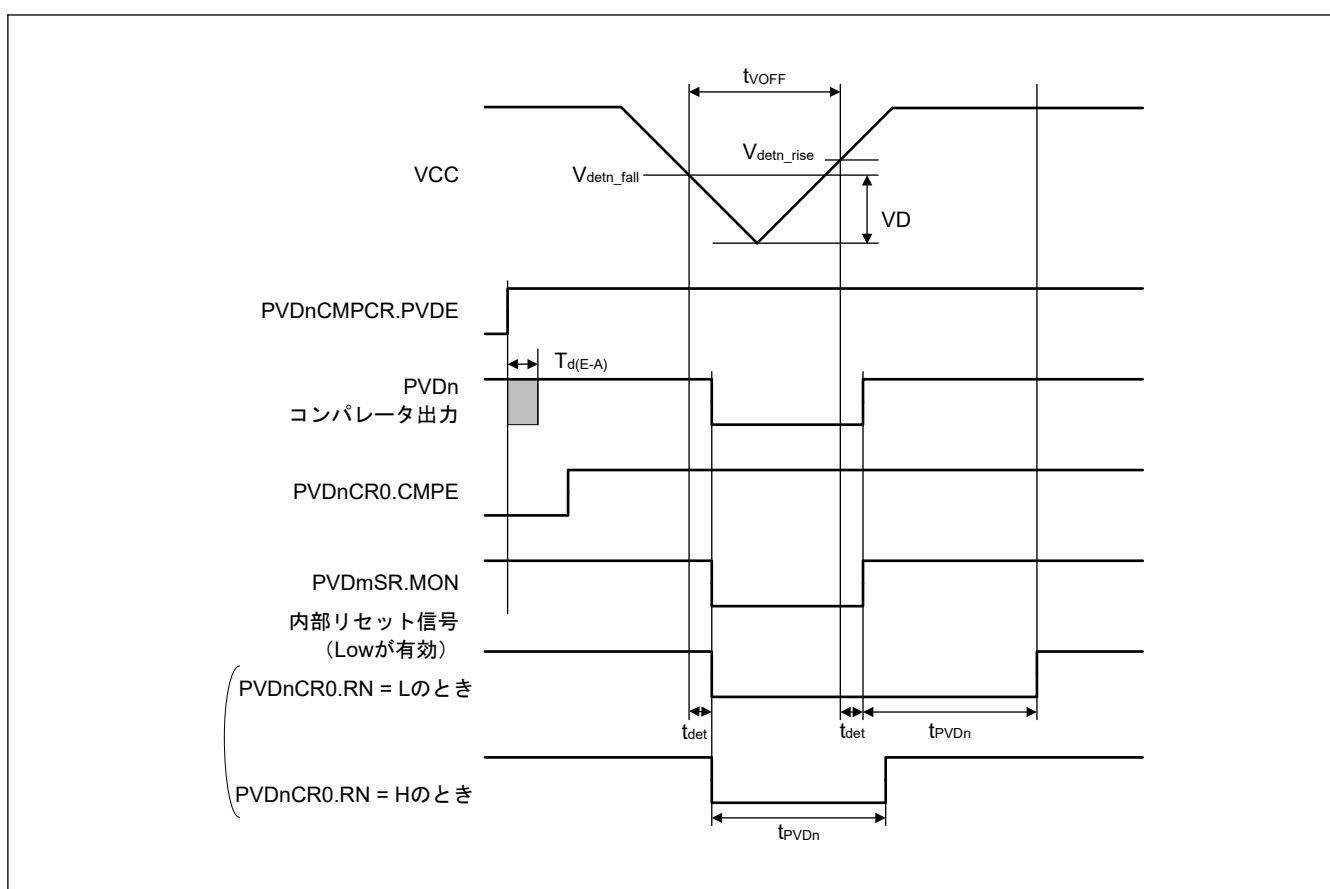 tVOFF
Vdetn_rise
VCC
Vdetn_fall
VD
PVDnCMPCR.PVDE
Td(E-A)
PVDn
コンパレータ出力
PVDnCR0.CMPE
PVDmSR.MON
内部リセット信号
（Lowが有効）
PVDnCR0.RN = Lのとき
tdet
tdet
tPVDn
PVDnCR0.RN = Hのとき
tPVDn